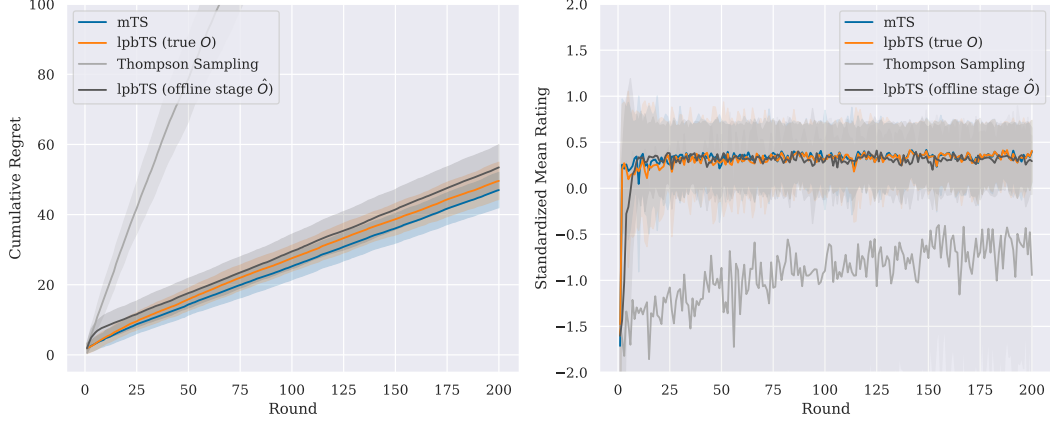 100
80
60
40
20
0
Cumulative Regret
mTS
lpbTS (true O)
Thompson Sampling
lpbTS (offline stage Ô)
0 25 50 75 100 125 150 175 200
Round
2.0
1.5
1.0
0.5
0.0
−0.5
−1.0
−1.5
−2.0
Standardized Mean Rating
mTS
lpbTS (true O)
Thompson Sampling
lpbTS (offline stage Ô)
0 25 50 75 100 125 150 175 200
Round